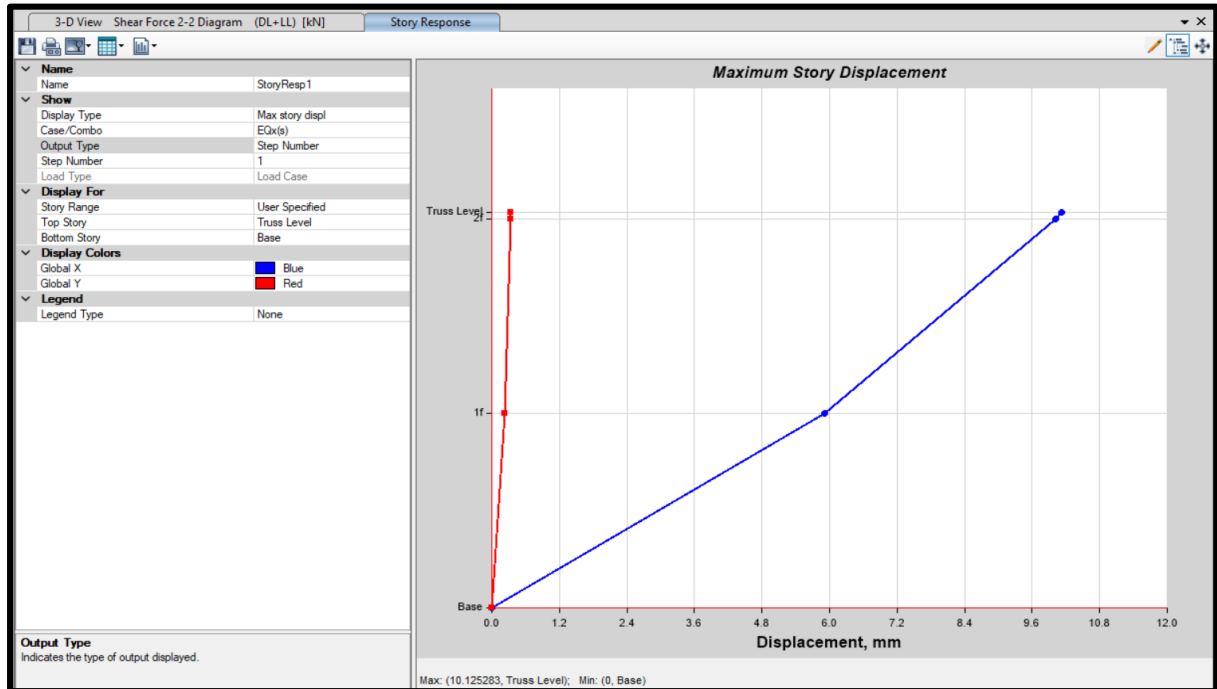 3-D View Shear Force 2-2 Diagram (DL+LL) [kN]
Story Response
Name
Name StoryResp1
Show
Display Type Max story displ
Case/Combo EQx(s)
Output Type Step Number
Step Number 1
Load Type Load Case
Display For
Story Range User Specified
Top Story Truss Level
Bottom Story Base
Display Colors
Global X Blue
Global Y Red
Legend
Legend Type None
Output Type
Indicates the type of output displayed.
Maximum Story Displacement
Truss Level
2f
1f
Base
0.0 1.2 2.4 3.6 4.8 6.0 7.2 8.4 9.6 10.8 12.0
Displacement, mm
Max: (10.125283, Truss Level); Min: (0, Base)